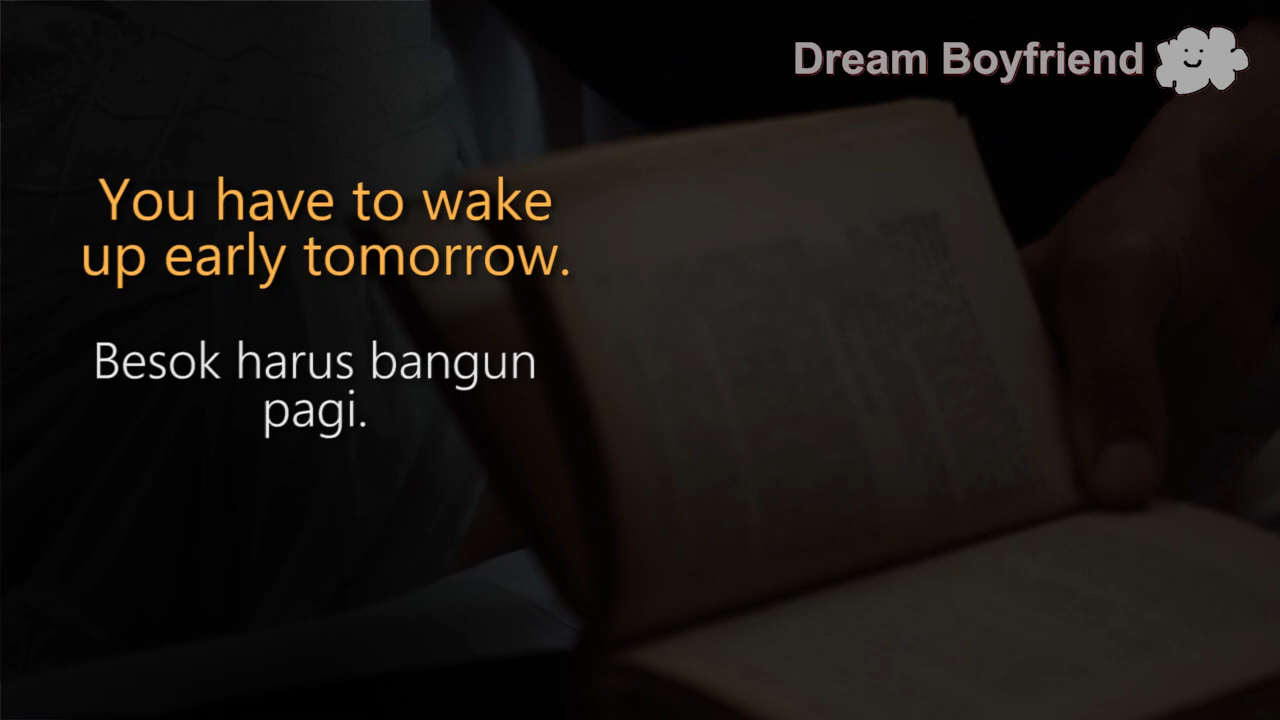 Dream Boyfriend
You have to wake
up early tomorrow.
Besok harus bangun
pagi.